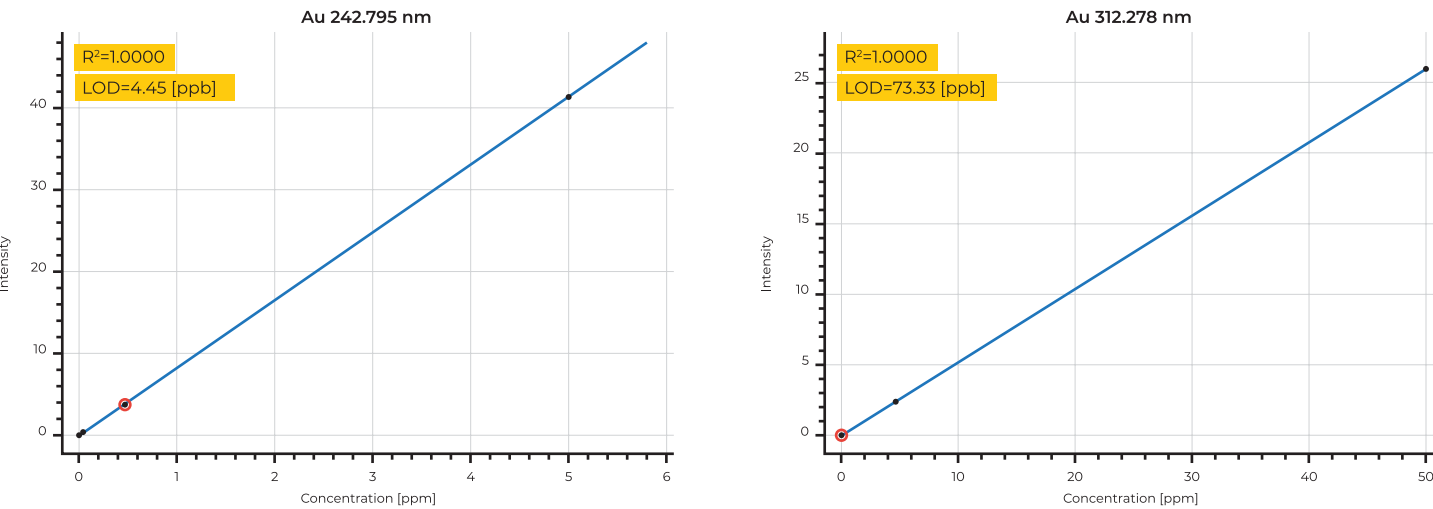 Au 242.795 nm
R²=1.0000
LOD=4.45 [ppb]
40
30
20
10
0
Intensity
0 1 2 3 4 5 6
Concentration [ppm]
Au 312.278 nm
R²=1.0000
LOD=73.33 [ppb]
25
20
15
10
5
0
Intensity
0 10 20 30 40 50
Concentration [ppm]